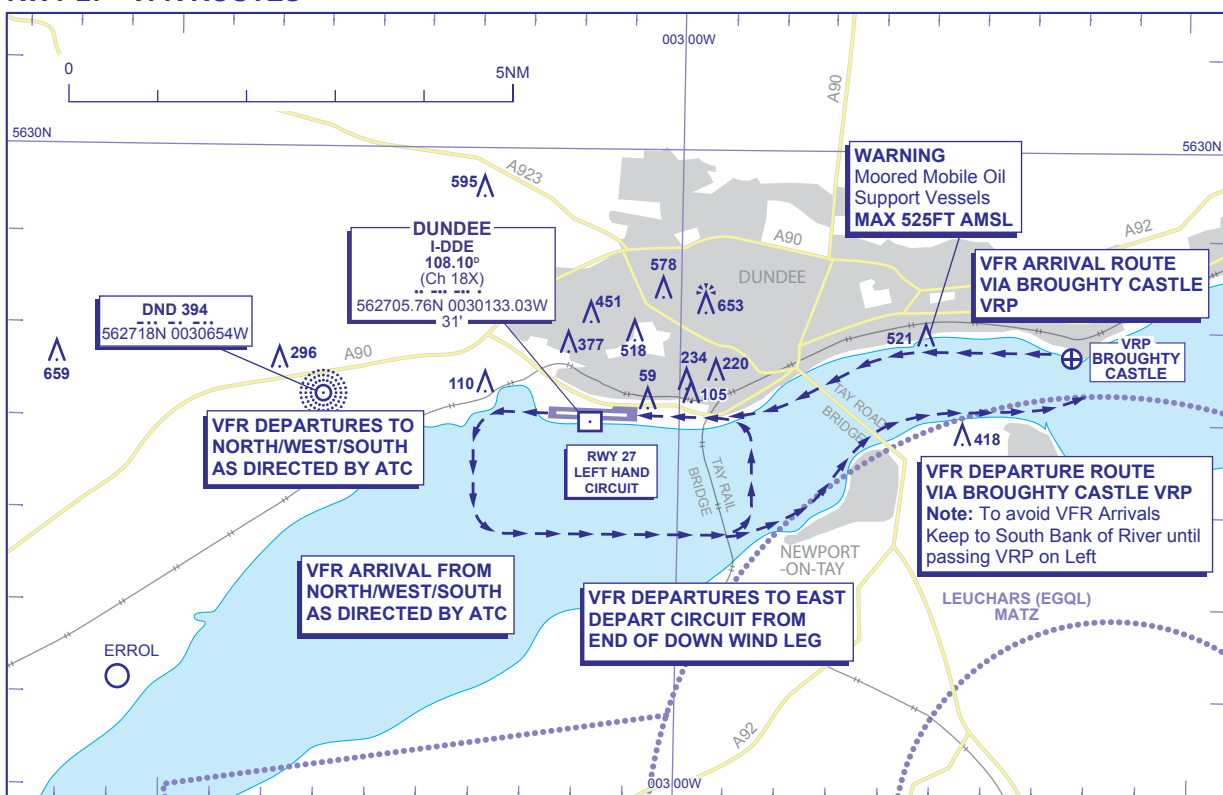 003 00W
0
5NM
A90
5630N
5630N
A923
595
WARNING
Moored Mobile Oil
Support Vessels
MAX 525FT AMSL
A92
DUNDEE
I-DDE
108.10ᴰ
(Ch 18X)
562705.76N 0030133.03W
31'
A90
578
DUNDEE
653
VFR ARRIVAL ROUTE
VIA BROUGHTY CASTLE
VRP
DND 394
562718N 0030654W
451
377
518
521
VRP
BROUGHTY
CASTLE
659
296
A90
110
59
234
220
105
TAY ROAD
BRIDGE
VFR DEPARTURES TO
NORTH/WEST/SOUTH
AS DIRECTED BY ATC
RWY 27
LEFT HAND
CIRCUIT
TAY RAIL
BRIDGE
418
VFR DEPARTURE ROUTE
VIA BROUGHTY CASTLE VRP
Note: To avoid VFR Arrivals
Keep to South Bank of River until
passing VRP on Left
NEWPORT
-ON-TAY
VFR ARRIVAL FROM
NORTH/WEST/SOUTH
AS DIRECTED BY ATC
VFR DEPARTURES TO EAST
DEPART CIRCUIT FROM
END OF DOWN WIND LEG
LEUCHARS (EGQL)
MATZ
ERROL
A92
003 00W